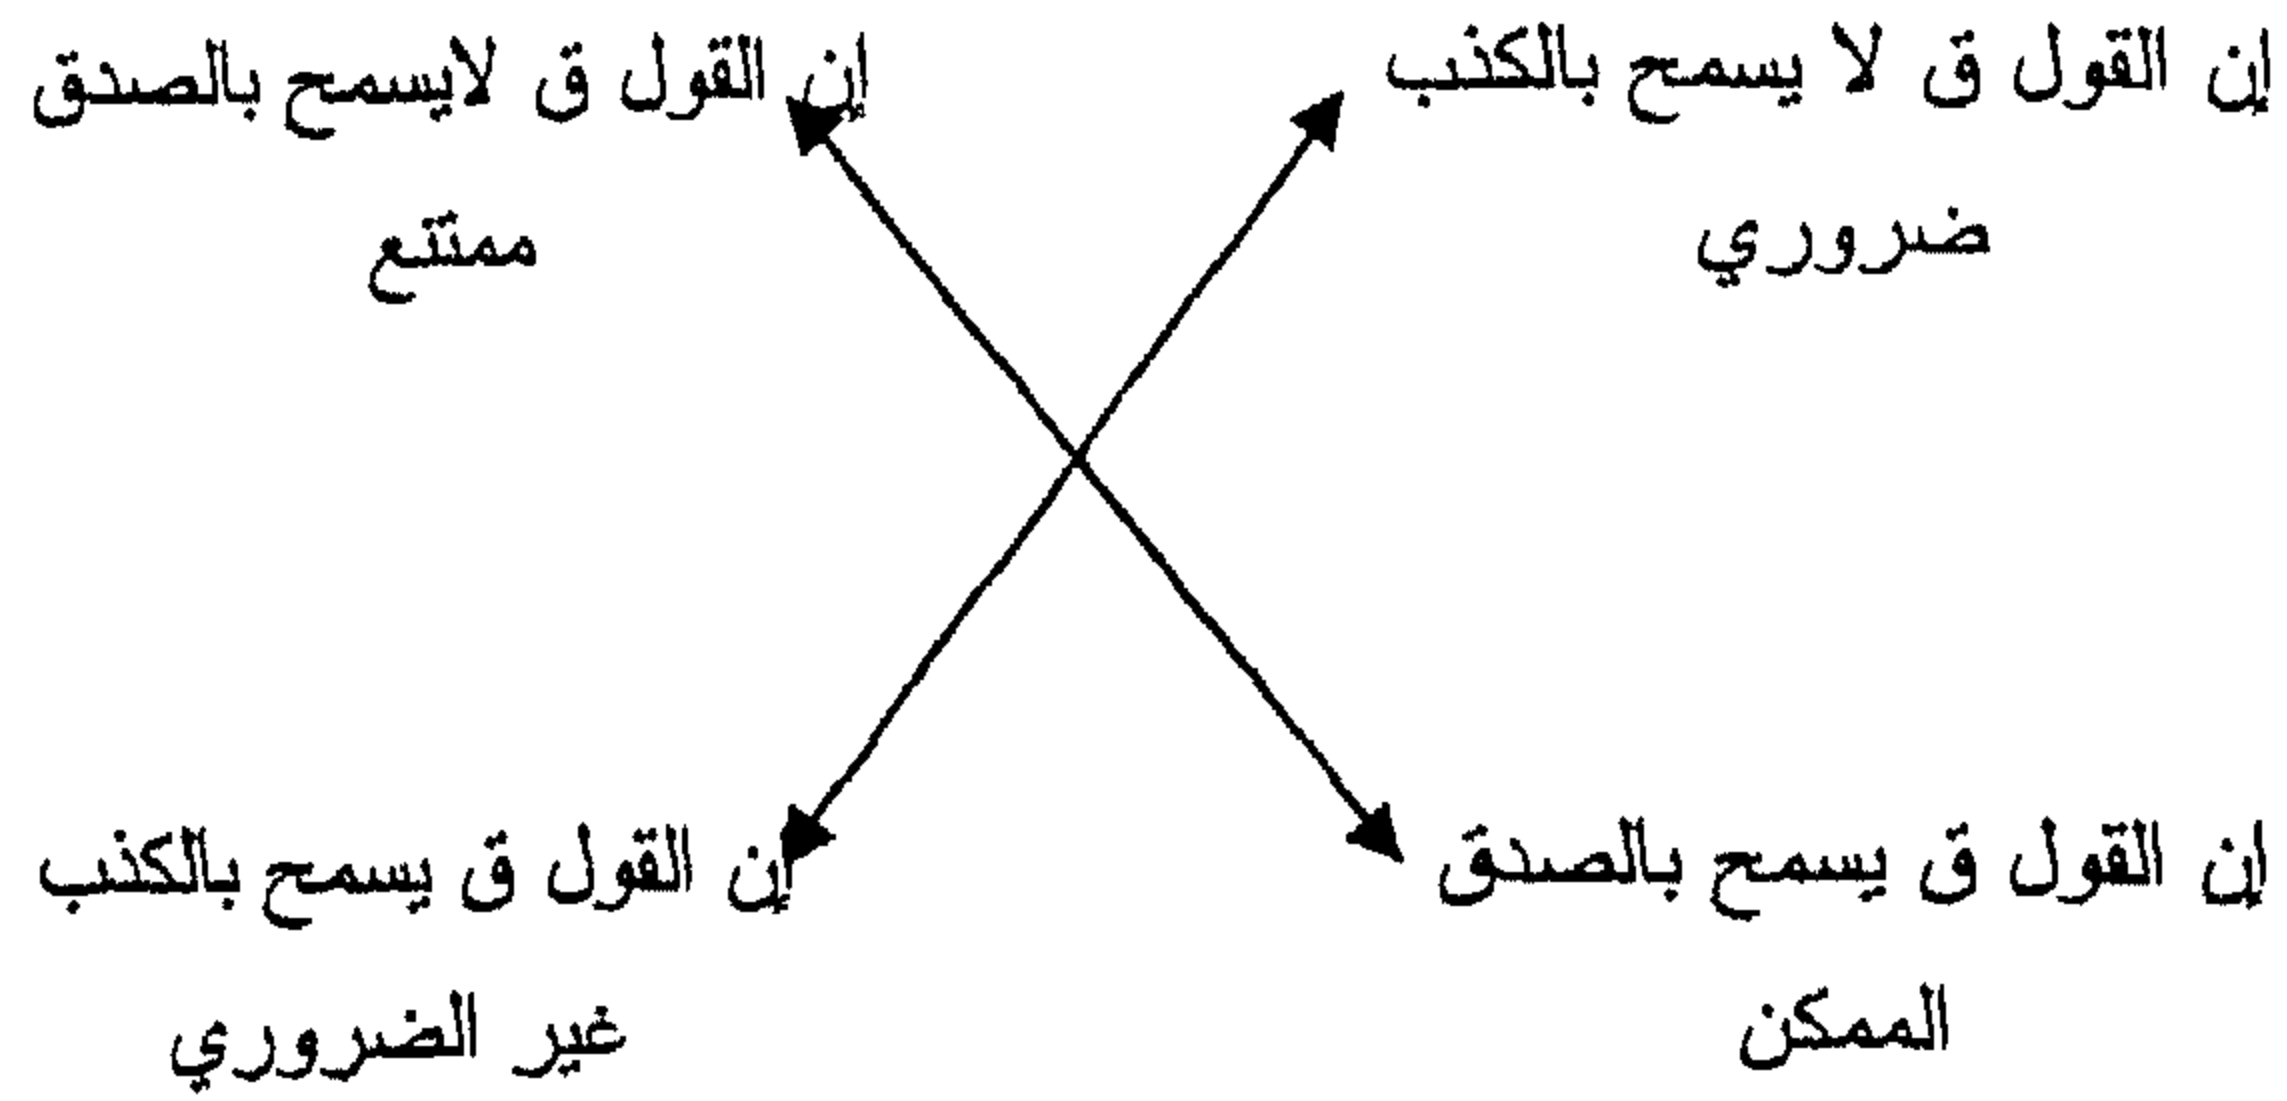 إن القول ق لا يسمح بالكذب
ضروري
إن القول ق لايسمح بالصدق
ممتنع
إن القول ق يسمح بالصدق
الممكن
إن القول ق يسمح بالكذب
غير الضروري